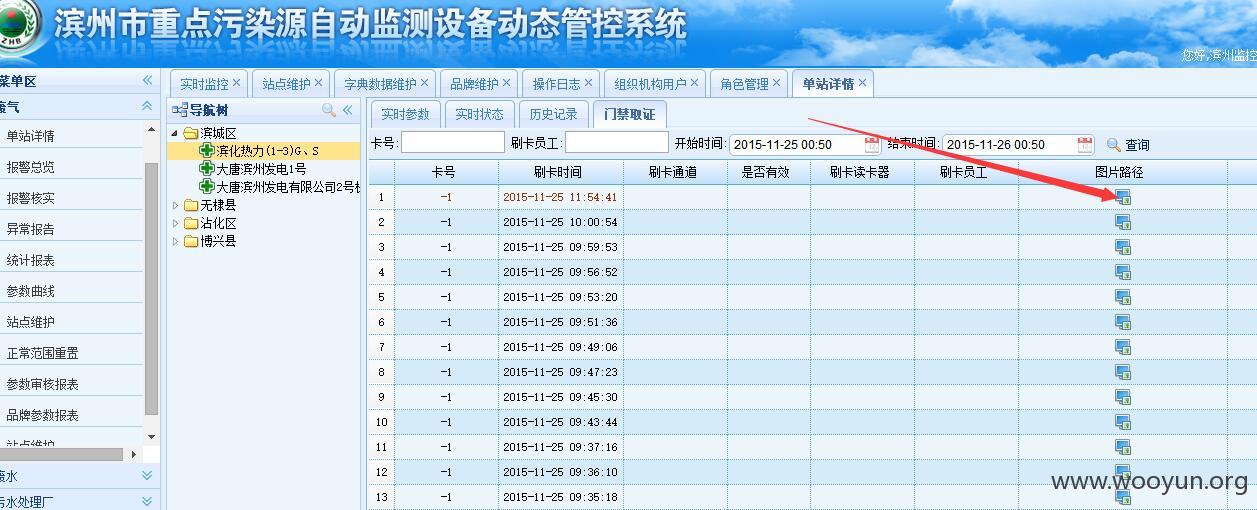 滨州市重点污染源自动监测设备动态管控系统
ZHB
您好,滨州监控
菜单区
实时监控 站点维护 字典数据维护 品牌维护 操作日志 组织机构用户 角色管理 单站详情
废气
单站详情
报警总览
报警核实
异常报告
统计报表
参数曲线
站点维护
正常范围重置
参数审核报表
品牌参数报表
站点维护
废水
污水处理厂
导航树
滨城区
滨化热力(1-3)G、S
大唐滨州发电1号
大唐滨州发电有限公司2号机
无棣县
沾化区
博兴县
实时参数 实时状态 历史记录 门禁取证
卡号: 刷卡员工: 开始时间: 2015-11-25 00:50 结束时间: 2015-11-26 00:50 查询
卡号 刷卡时间 刷卡通道 是否有效 刷卡读卡器 刷卡员工 图片路径
1 -1 2015-11-25 11:54:41
2 -1 2015-11-25 10:00:54
3 -1 2015-11-25 09:59:53
4 -1 2015-11-25 09:56:52
5 -1 2015-11-25 09:53:20
6 -1 2015-11-25 09:51:36
7 -1 2015-11-25 09:49:06
8 -1 2015-11-25 09:47:23
9 -1 2015-11-25 09:45:30
10 -1 2015-11-25 09:43:44
11 -1 2015-11-25 09:37:16
12 -1 2015-11-25 09:36:10
13 -1 2015-11-25 09:35:18
www.wooyun.org